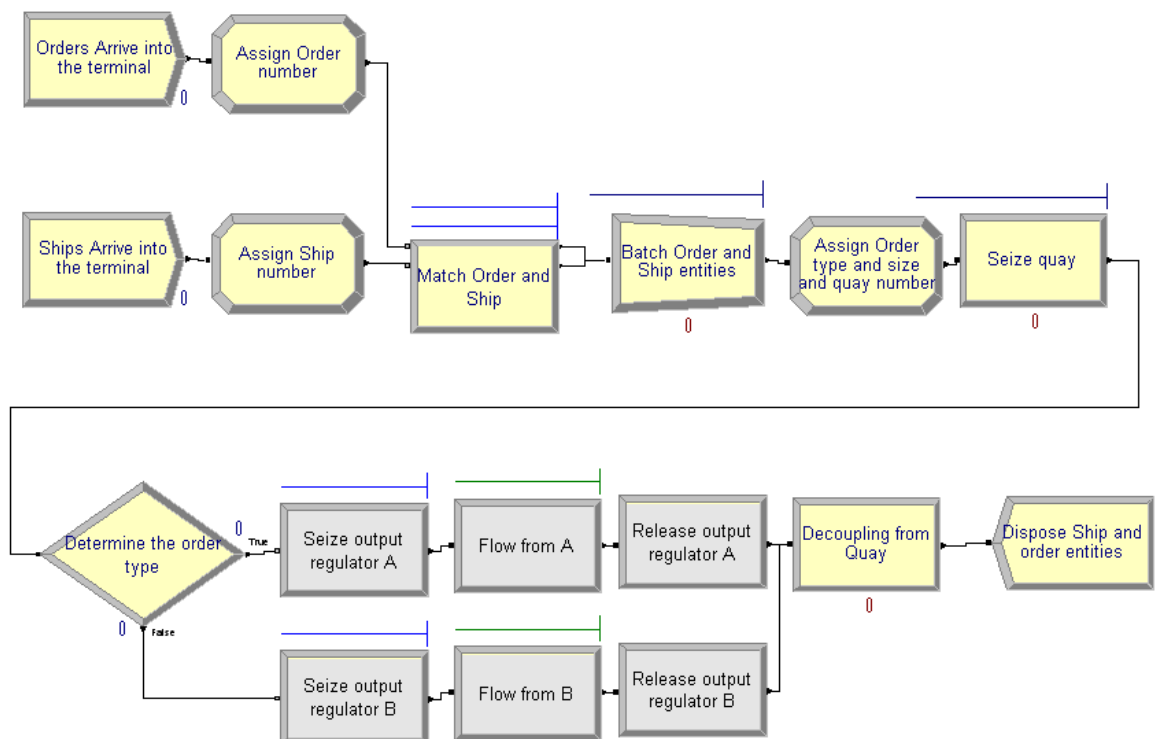 Orders Arrive into
the terminal
0
Assign Order
number
Ships Arrive into
the terminal
0
Assign Ship
number
Match Order and
Ship
Batch Order and
Ship entities
0
Assign Order
type and size
and quay number
Seize quay
0
Determine the order
type
0
True
0
False
Seize output
regulator A
Flow from A
Release output
regulator A
Seize output
regulator B
Flow from B
Release output
regulator B
Decoupling from
Quay
0
Dispose Ship and
order entities